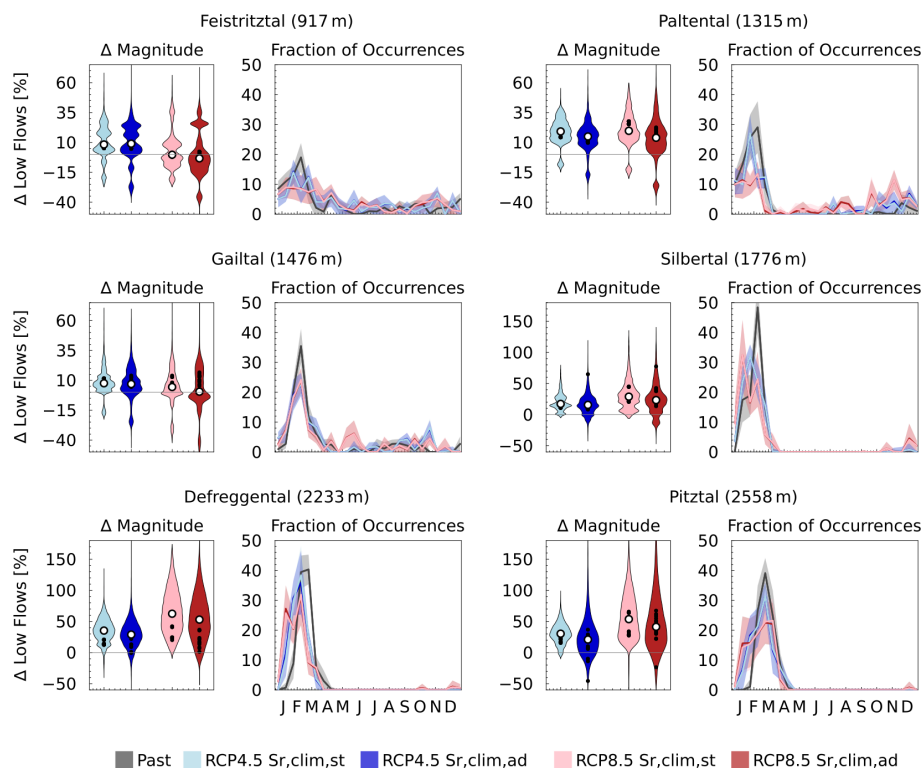 Feistritztal (917 m)
Paltental (1315 m)
Δ Magnitude
Fraction of Occurrences
Δ Magnitude
Fraction of Occurrences
Δ Low Flows [%]
60
35
10
−15
−40
50
40
30
20
10
0
60
35
10
−15
−40
50
40
30
20
10
0
Gailtal (1476 m)
Silbertal (1776 m)
Δ Magnitude
Fraction of Occurrences
Δ Magnitude
Fraction of Occurrences
Δ Low Flows [%]
60
35
10
−15
−40
50
40
30
20
10
0
150
100
50
0
−50
50
40
30
20
10
0
Defreggental (2233 m)
Pitztal (2558 m)
Δ Magnitude
Fraction of Occurrences
Δ Magnitude
Fraction of Occurrences
Δ Low Flows [%]
150
100
50
0
−50
50
40
30
20
10
0
J F M A M J J A S O N D
150
100
50
0
−50
50
40
30
20
10
0
J F M A M J J A S O N D
Past RCP4.5 Sr,clim,st RCP4.5 Sr,clim,ad RCP8.5 Sr,clim,st RCP8.5 Sr,clim,ad